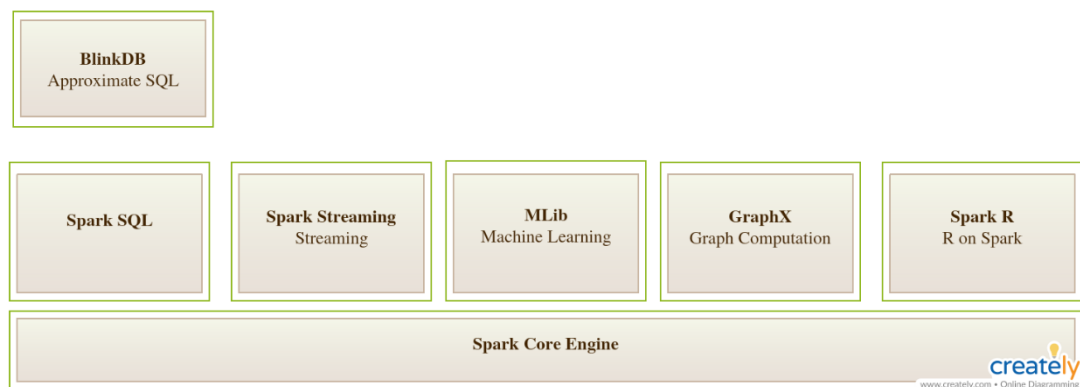 BlinkDB
Approximate SQL
Spark SQL
Spark Streaming
Streaming
MLib
Machine Learning
GraphX
Graph Computation
Spark R
R on Spark
Spark Core Engine
creately
www.creately.com • Online Diagramming